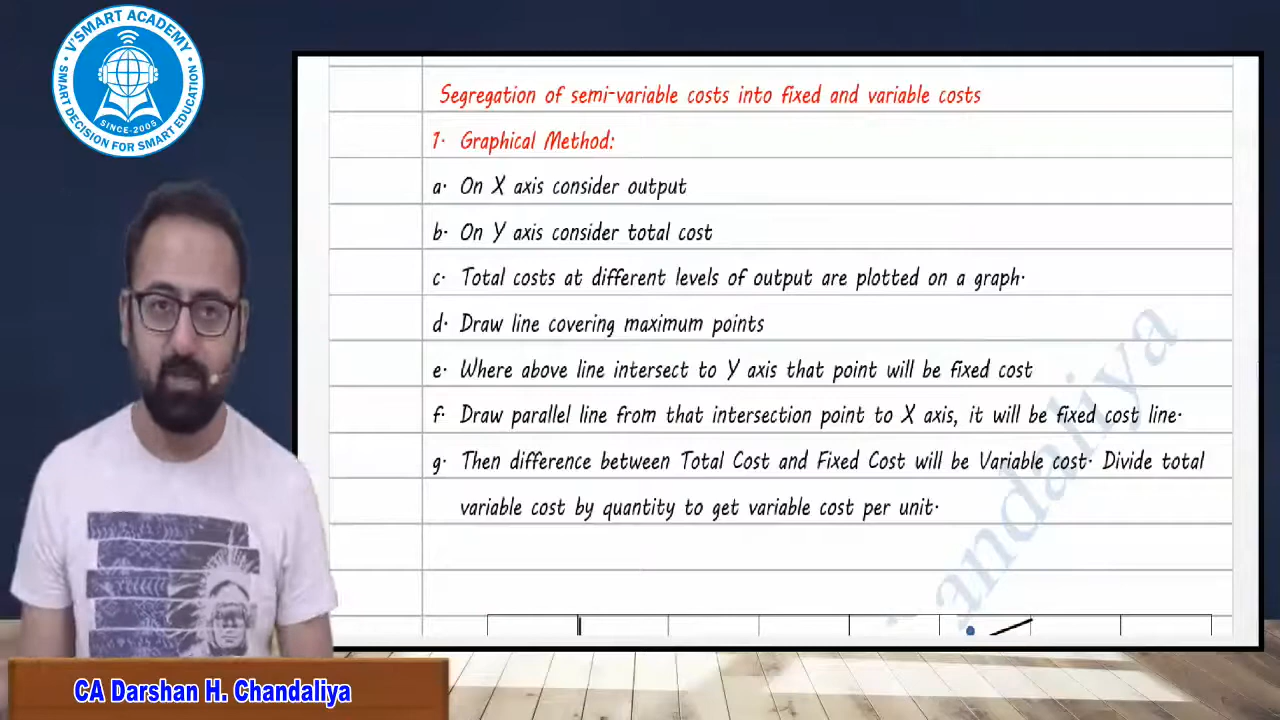 V'SMART ACADEMY
SMART DECISION FOR SMART EDUCATION
SINCE-2005
Segregation of semi-variable costs into fixed and variable costs
1. Graphical Method:
a. On X axis consider output
b. On Y axis consider total cost
c. Total costs at different levels of output are plotted on a graph.
d. Draw line covering maximum points
e. Where above line intersect to Y axis that point will be fixed cost
f. Draw parallel line from that intersection point to X axis, it will be fixed cost line.
g. Then difference between Total Cost and Fixed Cost will be Variable cost. Divide total
variable cost by quantity to get variable cost per unit.
andaliya
CA Darshan H. Chandaliya